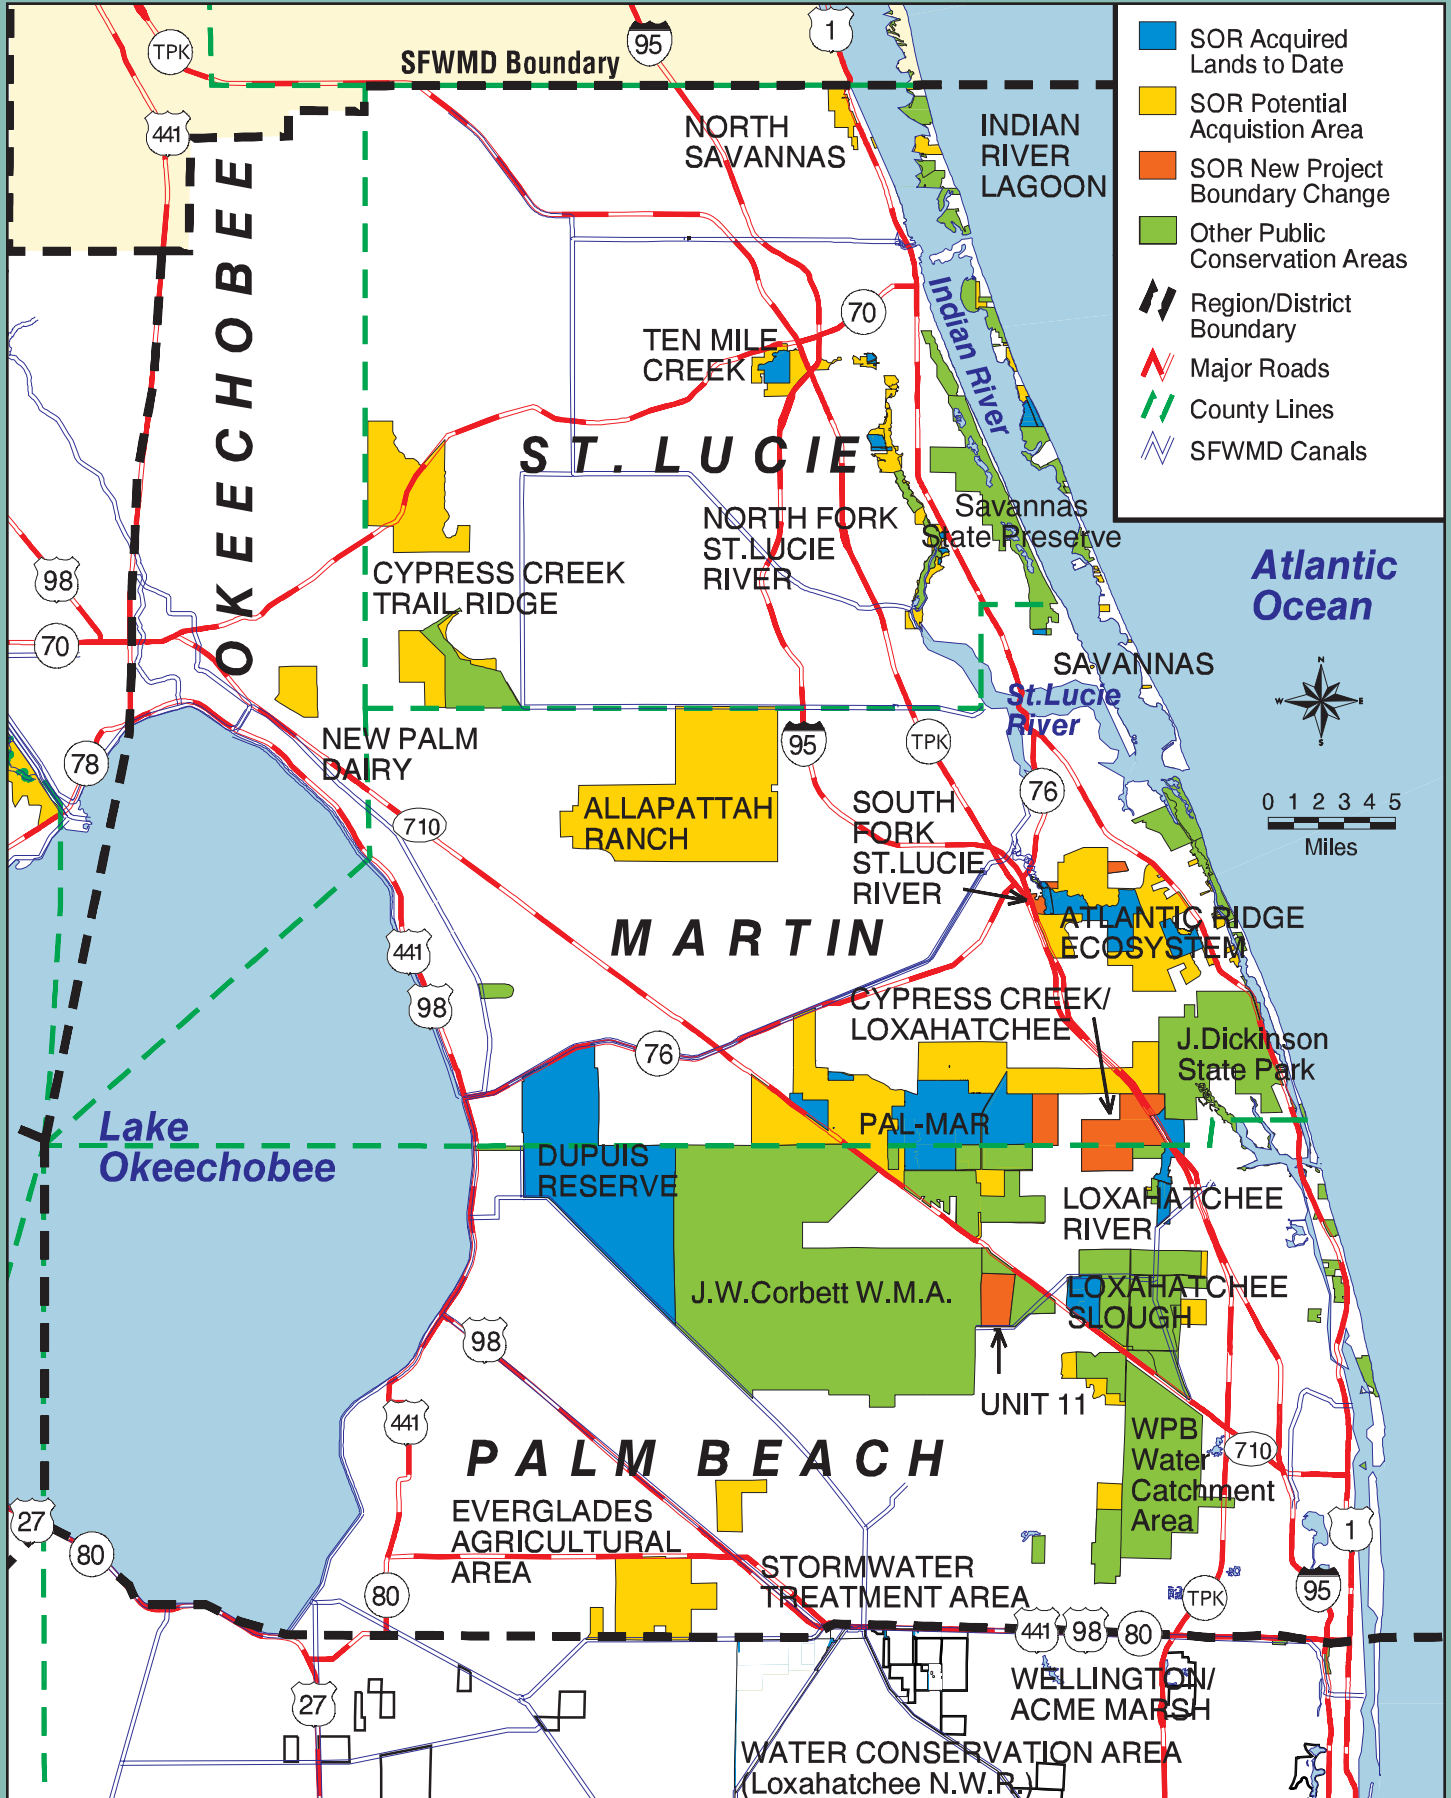 TPK
95
1
SOR Acquired
Lands to Date
SOR Potential
Acquistion Area
SOR New Project
Boundary Change
Other Public
Conservation Areas
Region/District
Boundary
Major Roads
County Lines
SFWMD Canals
SFWMD Boundary
441
NORTH
SAVANNAS
INDIAN
RIVER
LAGOON
OKEECHOBEE
Indian River
70
TEN MILE
CREEK
ST. LUCIE
NORTH FORK
ST.LUCIE
RIVER
Savannas
State Preserve
Atlantic
Ocean
98
70
CYPRESS CREEK
TRAIL RIDGE
SAVANNAS
St.Lucie
River
N
W
E
S
78
NEW PALM
DAIRY
95
TPK
76
710
ALLAPATTAH
RANCH
SOUTH
FORK
ST.LUCIE
RIVER
0 1 2 3 4 5
Miles
MARTIN
ATLANTIC RIDGE
ECOSYSTEM
441
98
CYPRESS CREEK/
LOXAHATCHEE
76
J.Dickinson
State Park
Lake
Okeechobee
PAL-MAR
DUPUIS
RESERVE
LOXAHATCHEE
RIVER
J.W.Corbett W.M.A.
LOXAHATCHEE
SLOUGH
98
UNIT 11
441
PALM BEACH
WPB
Water
Catchment
Area
710
27
80
EVERGLADES
AGRICULTURAL
AREA
1
80
STORMWATER
TREATMENT AREA
TPK
95
441
98
80
27
WELLINGTON/
ACME MARSH
WATER CONSERVATION AREA
(Loxahatchee N.W.R.)